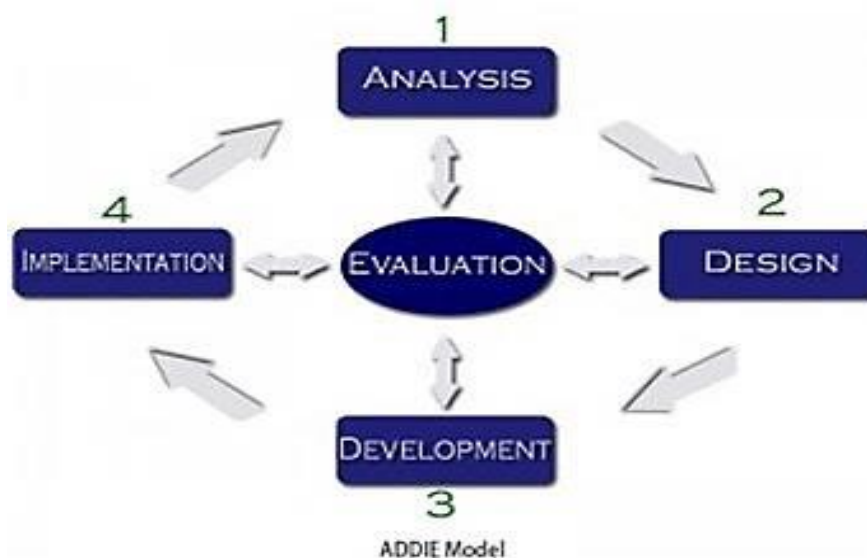 1
ANALYSIS
4
2
IMPLEMENTATION
EVALUATION
DESIGN
DEVELOPMENT
3
ADDIE Model